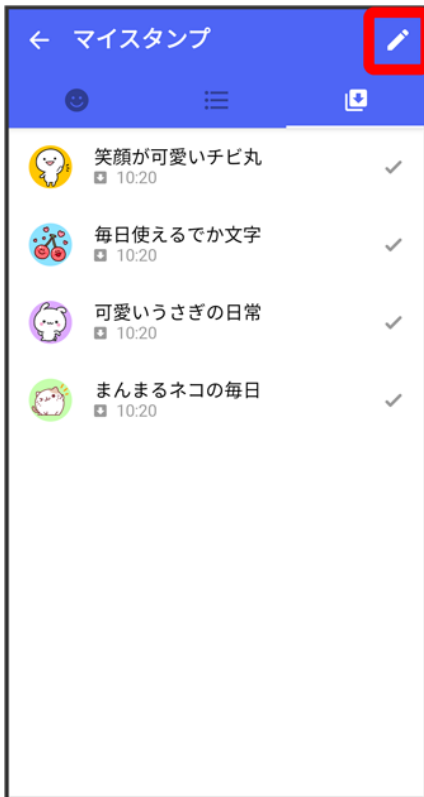 マイスタンプ
笑顔が可愛いチビ丸
10:20
毎日使えるでか文字
10:20
可愛いうさぎの日常
10:20
まんまるネコの毎日
10:20